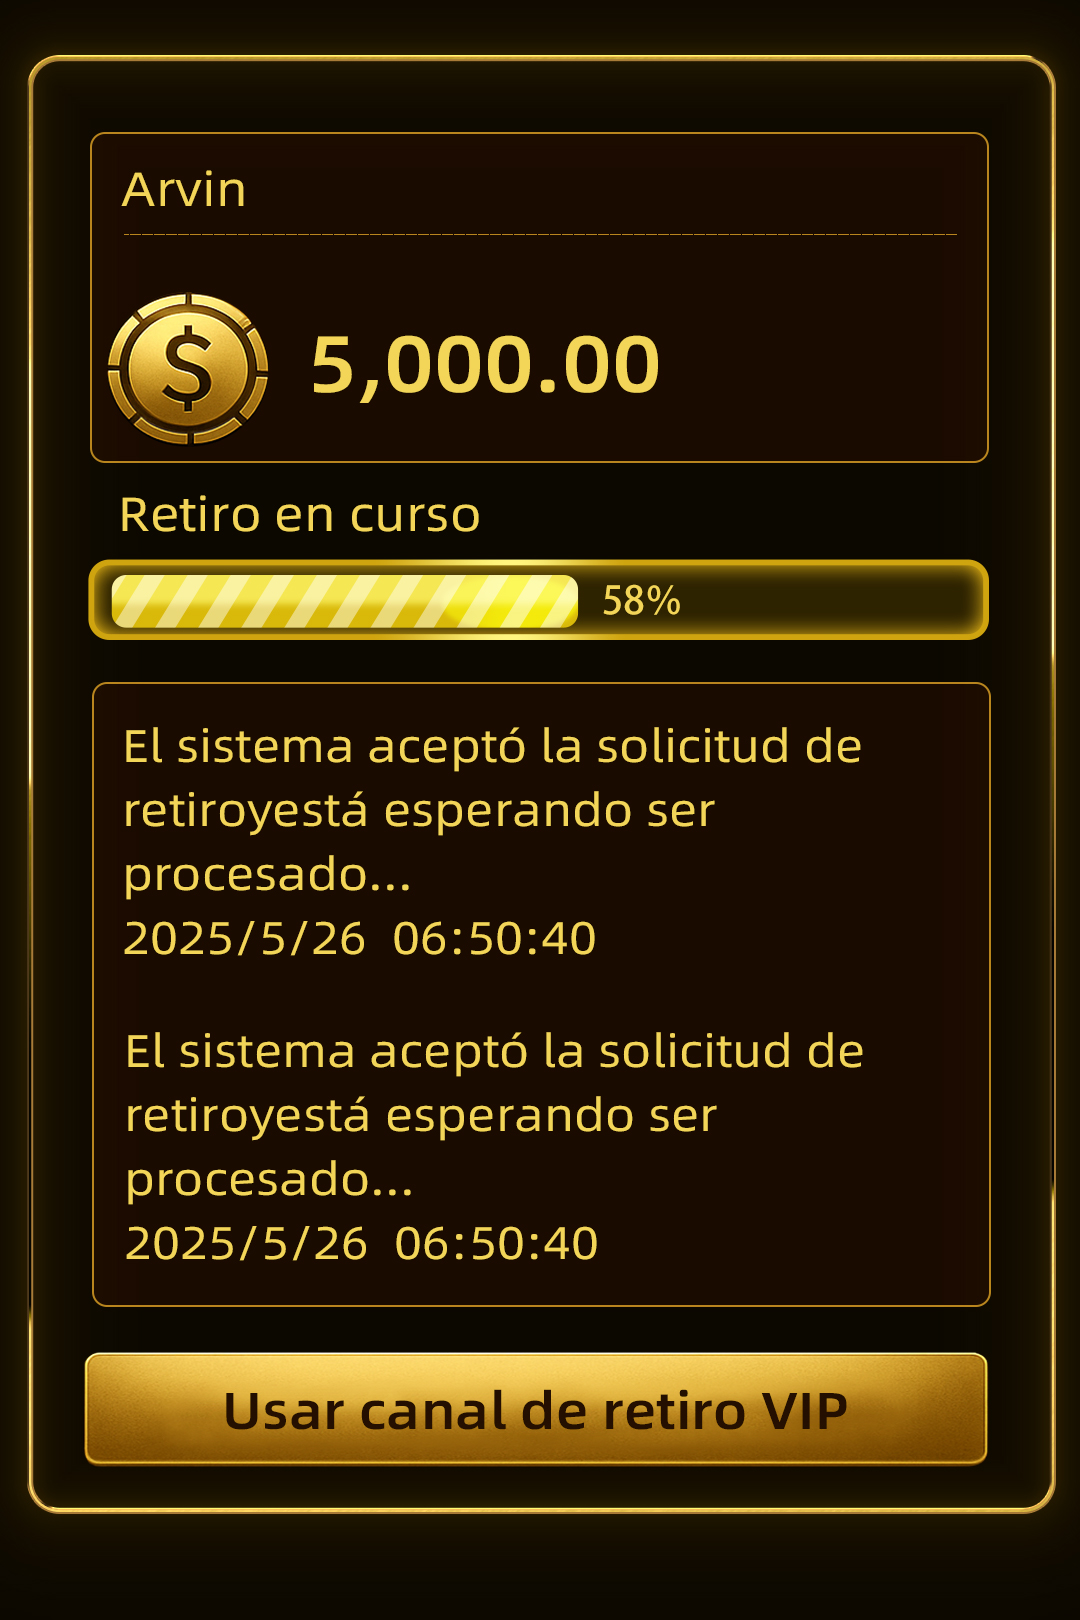 Arvin
$ 5,000.00
Retiro en curso
58%
El sistema aceptó la solicitud de
retiroyestá esperando ser
procesado...
2025/5/26 06:50:40
El sistema aceptó la solicitud de
retiroyestá esperando ser
procesado...
2025/5/26 06:50:40
Usar canal de retiro VIP